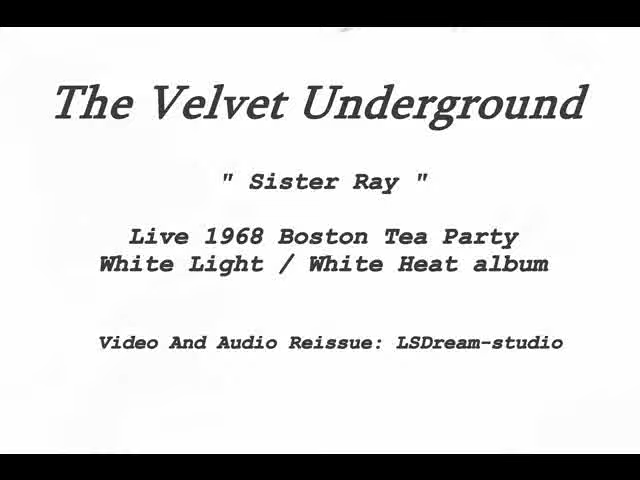 The Velvet Underground
" Sister Ray "
Live 1968 Boston Tea Party
White Light / White Heat album
Video And Audio Reissue: LSDream-studio